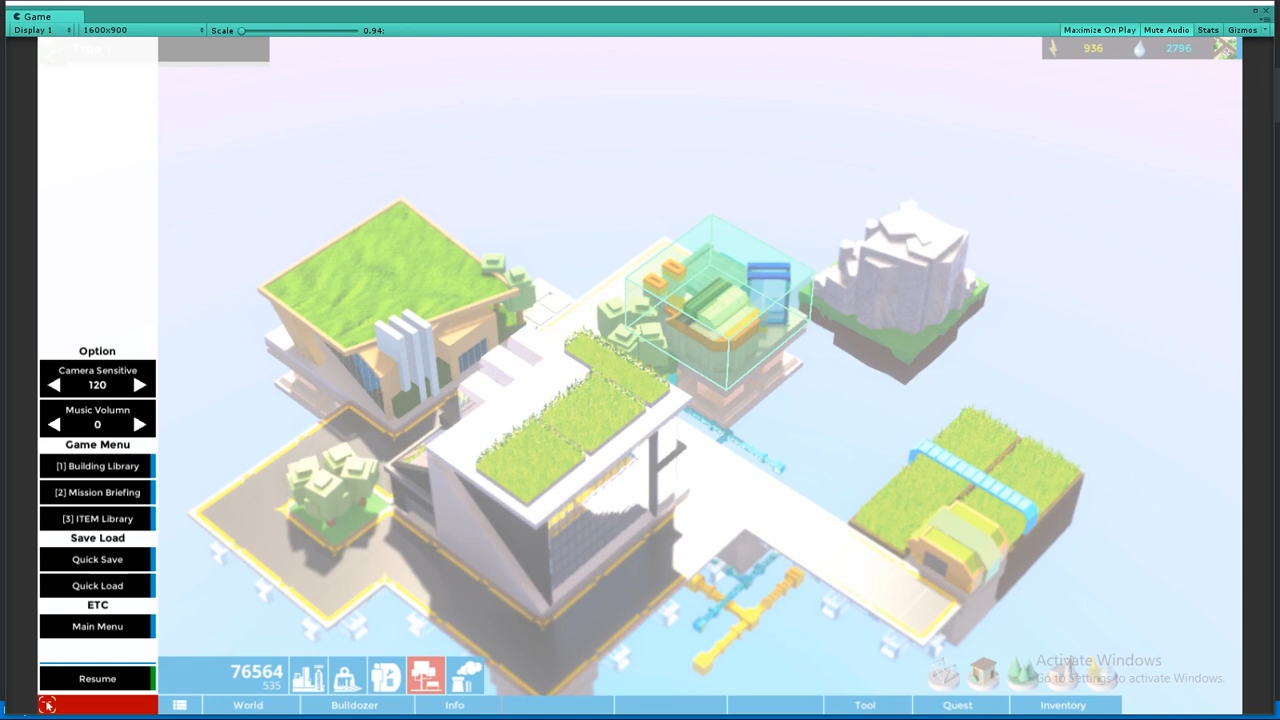 Game
Display 1 1600x900 Scale 0.94: Maximize On Play Mute Audio Stats Gizmos
936 2796
Option
Camera Sensitive
120
Music Volumn
0
Game Menu
[1] Building Library
[2] Mission Briefing
[3] ITEM Library
Save Load
Quick Save
Quick Load
ETC
Main Menu
Resume
76564
535
Activate Windows
Go to Settings to activate Windows.
World Bulldozer Info Tool Quest Inventory